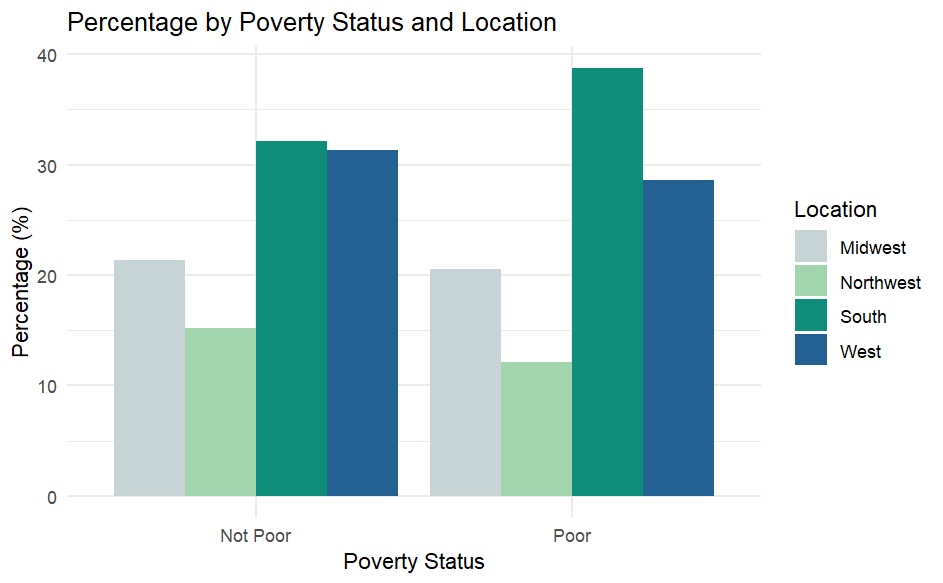 Percentage by Poverty Status and Location
Percentage (%)
40
30
20
10
0
Not Poor
Poor
Poverty Status
Location
Midwest
Northwest
South
West